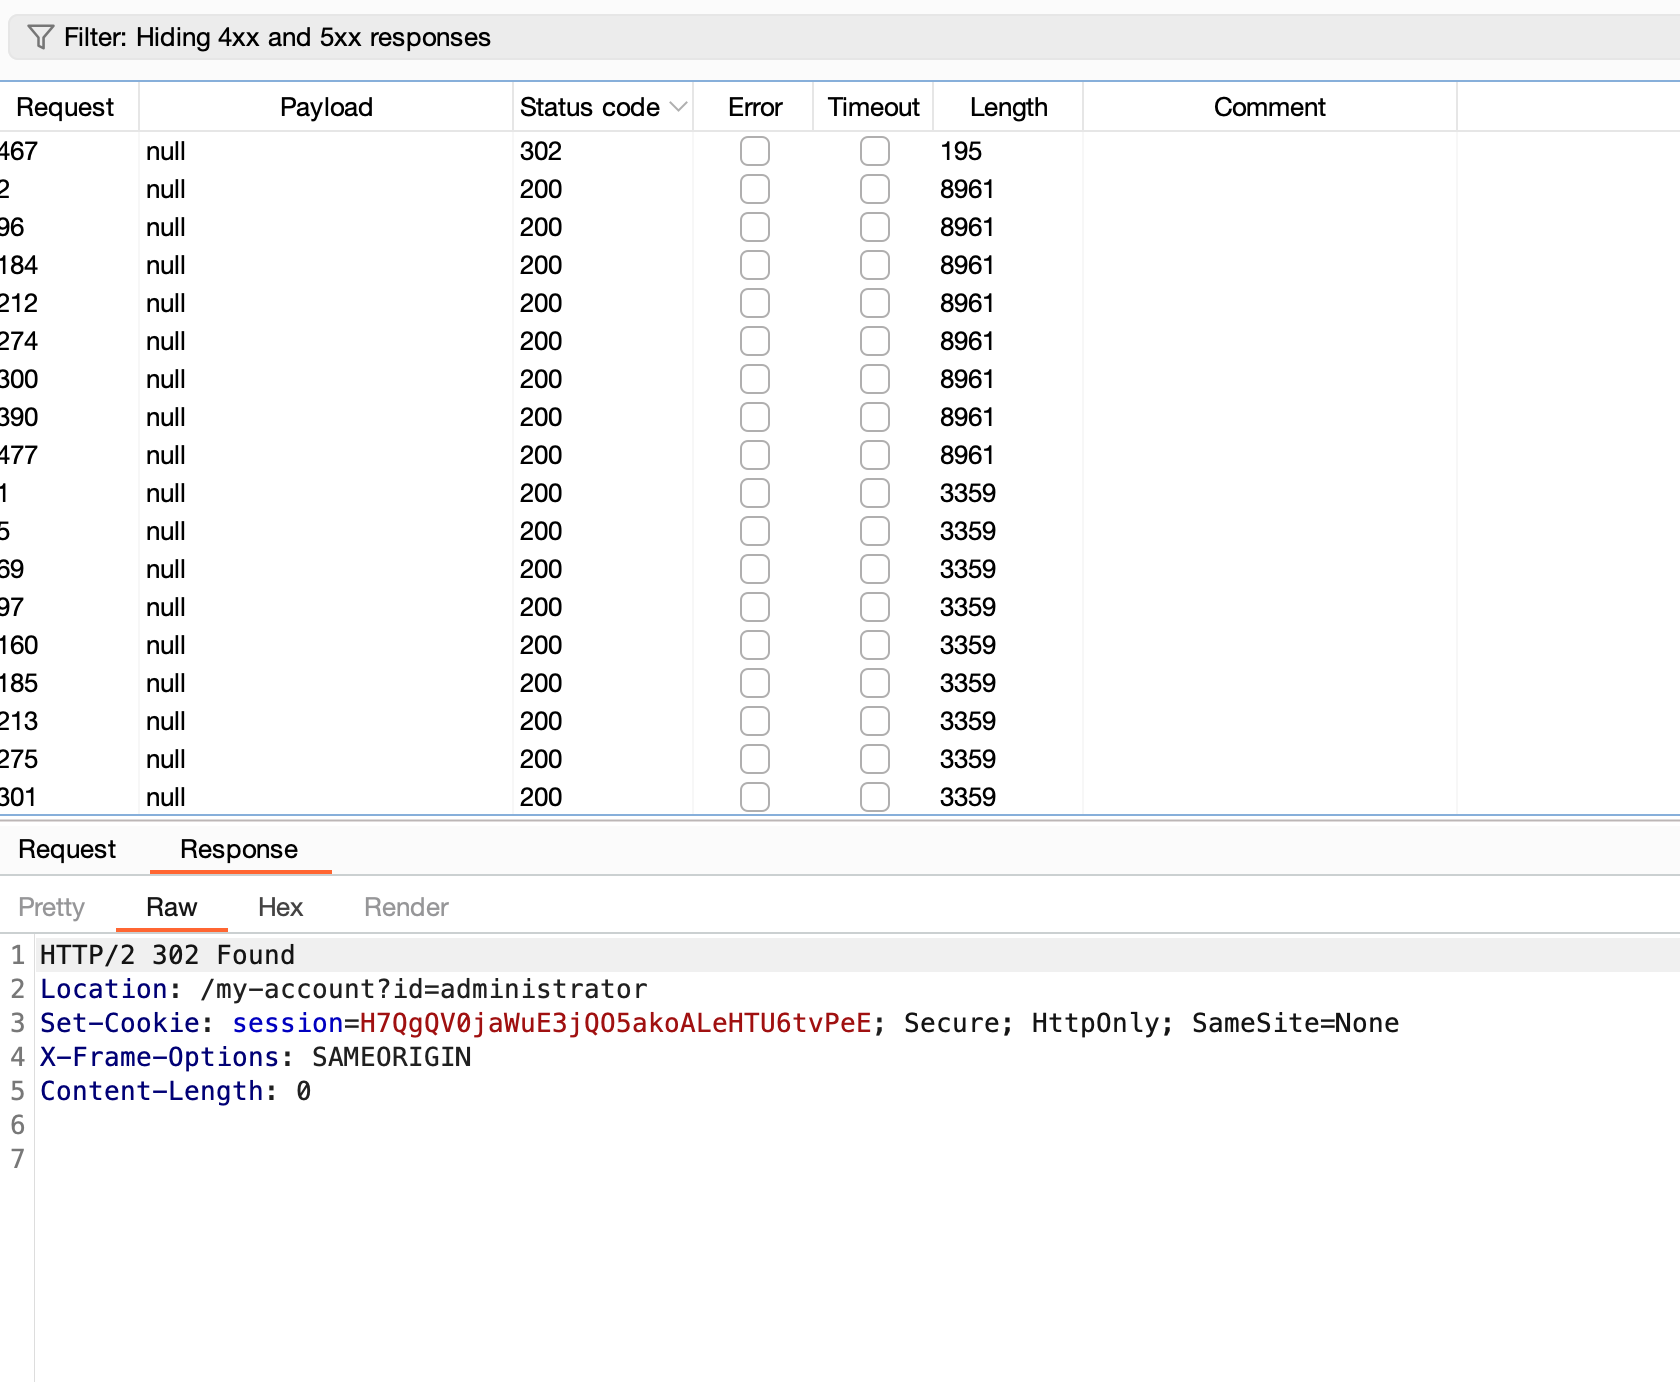 Filter: Hiding 4xx and 5xx responses
Request Payload Status code Error Timeout Length Comment
467 null 302 195
2 null 200 8961
96 null 200 8961
184 null 200 8961
212 null 200 8961
274 null 200 8961
300 null 200 8961
390 null 200 8961
477 null 200 8961
1 null 200 3359
5 null 200 3359
69 null 200 3359
97 null 200 3359
160 null 200 3359
185 null 200 3359
213 null 200 3359
275 null 200 3359
301 null 200 3359
Request Response
Pretty Raw Hex Render
1 HTTP/2 302 Found
2 Location: /my-account?id=administrator
3 Set-Cookie: session=H7QgQV0jaWuE3jQO5akoALeHTU6tvPeE; Secure; HttpOnly; SameSite=None
4 X-Frame-Options: SAMEORIGIN
5 Content-Length: 0
6
7